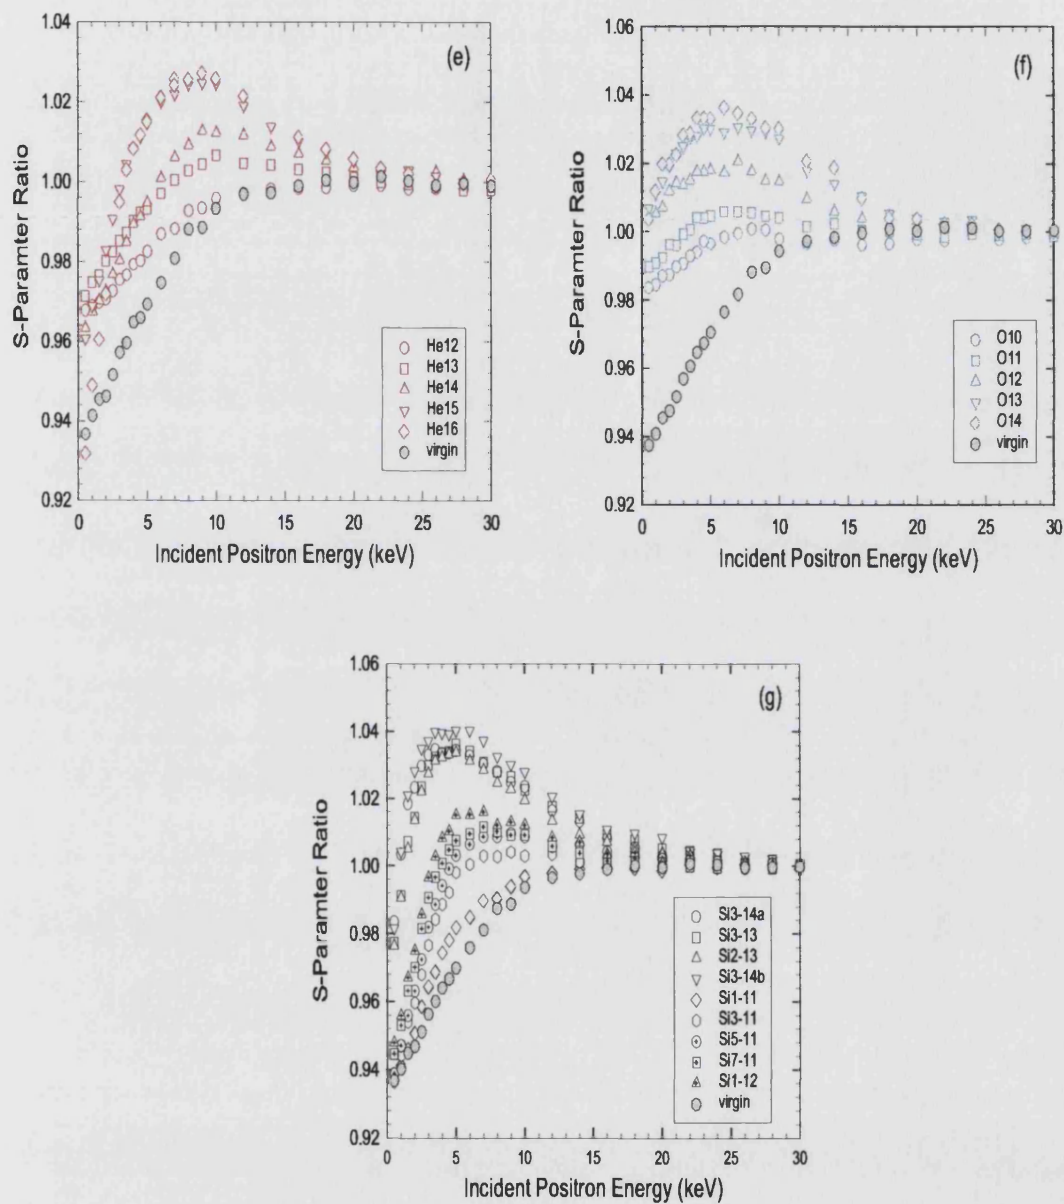 (e)
S-Paramter Ratio
1.04
1.02
1.00
0.98
0.96
0.94
0.92
He12
He13
He14
He15
He16
virgin
0 5 10 15 20 25 30
Incident Positron Energy (keV)
(f)
S-Paramter Ratio
1.06
1.04
1.02
1.00
0.98
0.96
0.94
0.92
O10
O11
O12
O13
O14
virgin
0 5 10 15 20 25 30
Incident Positron Energy (keV)
(g)
S-Paramter Ratio
1.06
1.04
1.02
1.00
0.98
0.96
0.94
0.92
Si3-14a
Si3-13
Si2-13
Si3-14b
Si1-11
Si3-11
Si5-11
Si7-11
Si1-12
virgin
0 5 10 15 20 25 30
Incident Positron Energy (keV)